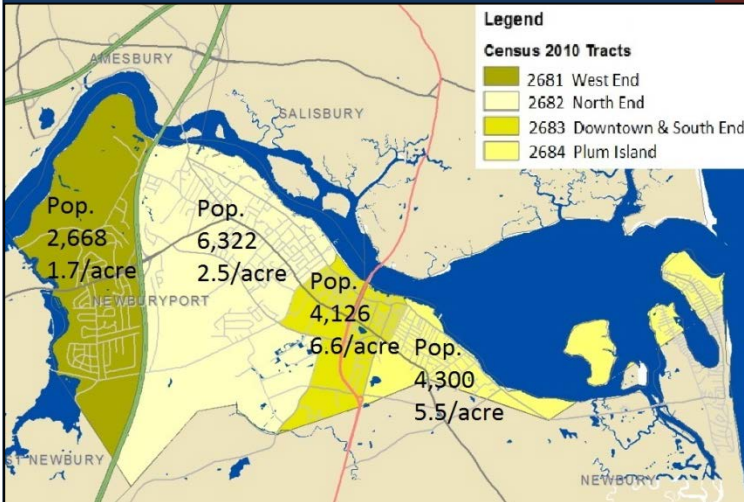 Legend
Census 2010 Tracts
2681 West End
2682 North End
2683 Downtown & South End
2684 Plum Island
AMESBURY
SALISBURY
Pop.
2,668
1.7/acre
Pop.
6,322
2.5/acre
NEWBURYPORT
Pop.
4,126
6.6/acre
Pop.
4,300
5.5/acre
ST NEWBURY
NEWBURY